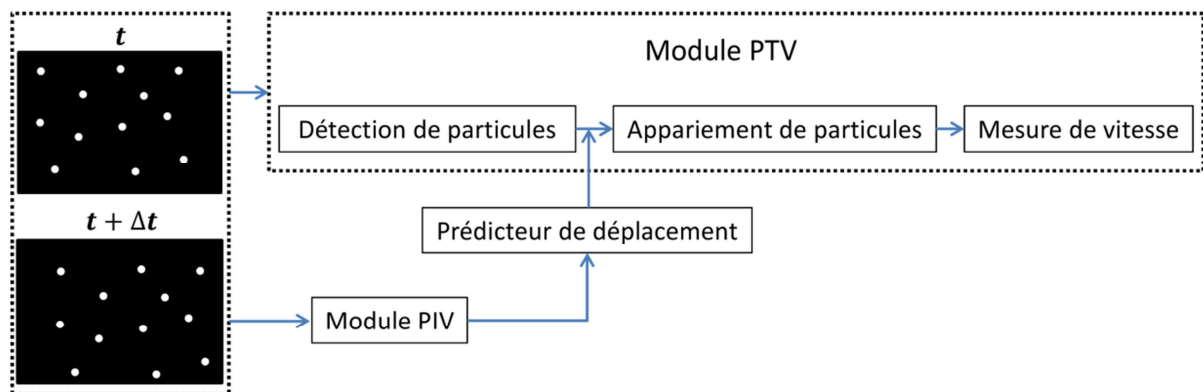 t
Module PTV
Détection de particules
Appariement de particules
Mesure de vitesse
t + Δt
Prédicteur de déplacement
Module PIV